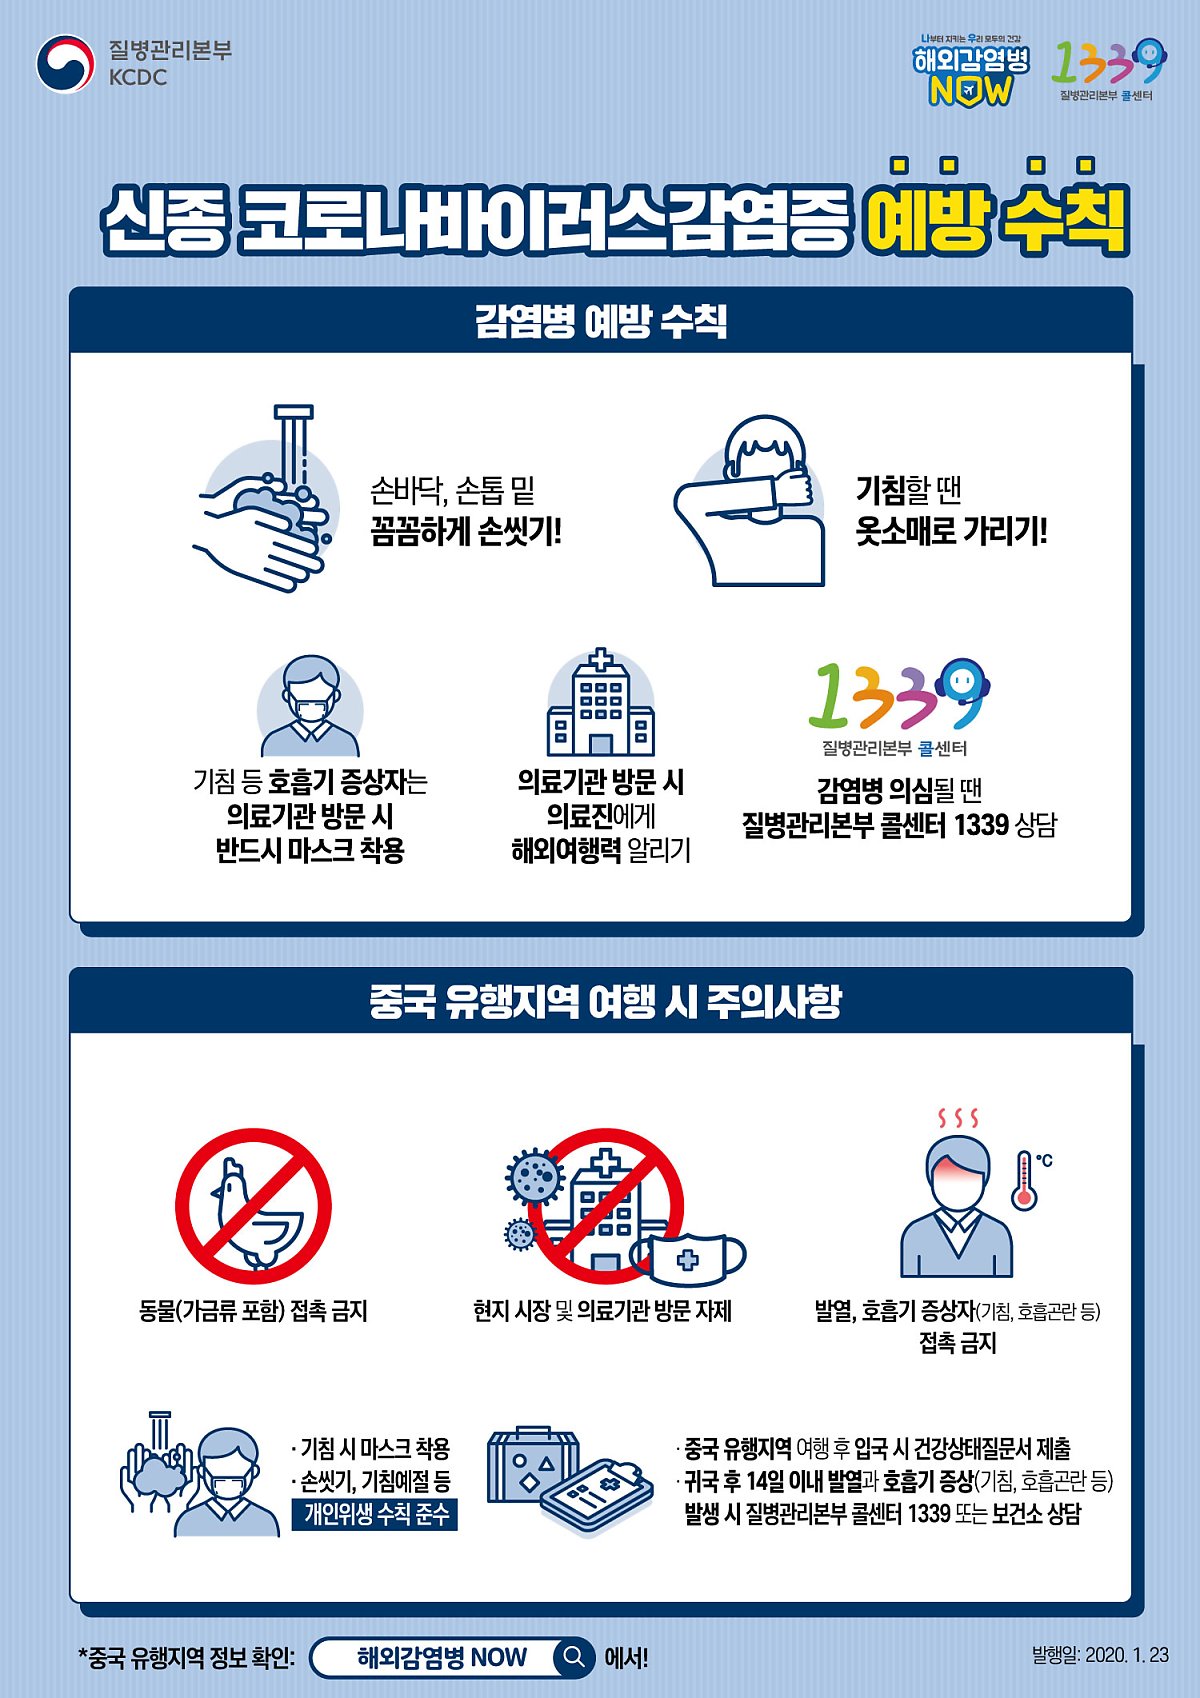 질병관리본부
KCDC
나부터 지키는 우리 모두의 건강
해외감염병
NOW
1339
질병관리본부 콜센터
신종 코로나바이러스감염증 예방 수칙
감염병 예방 수칙
손바닥, 손톱 밑
꼼꼼하게 손씻기!
기침할 땐
옷소매로 가리기!
기침 등 호흡기 증상자는
의료기관 방문 시
반드시 마스크 착용
의료기관 방문 시
의료진에게
해외여행력 알리기
1339
질병관리본부 콜센터
감염병 의심될 땐
질병관리본부 콜센터 1339 상담
중국 유행지역 여행 시 주의사항
동물(가금류 포함) 접촉 금지
현지 시장 및 의료기관 방문 자제
°C
발열, 호흡기 증상자(기침, 호흡곤란 등)
접촉 금지
· 기침 시 마스크 착용
· 손씻기, 기침예절 등
개인위생 수칙 준수
· 중국 유행지역 여행 후 입국 시 건강상태질문서 제출
· 귀국 후 14일 이내 발열과 호흡기 증상(기침, 호흡곤란 등)
발생 시 질병관리본부 콜센터 1339 또는 보건소 상담
*중국 유행지역 정보 확인: 해외감염병 NOW 에서!
발행일: 2020. 1. 23